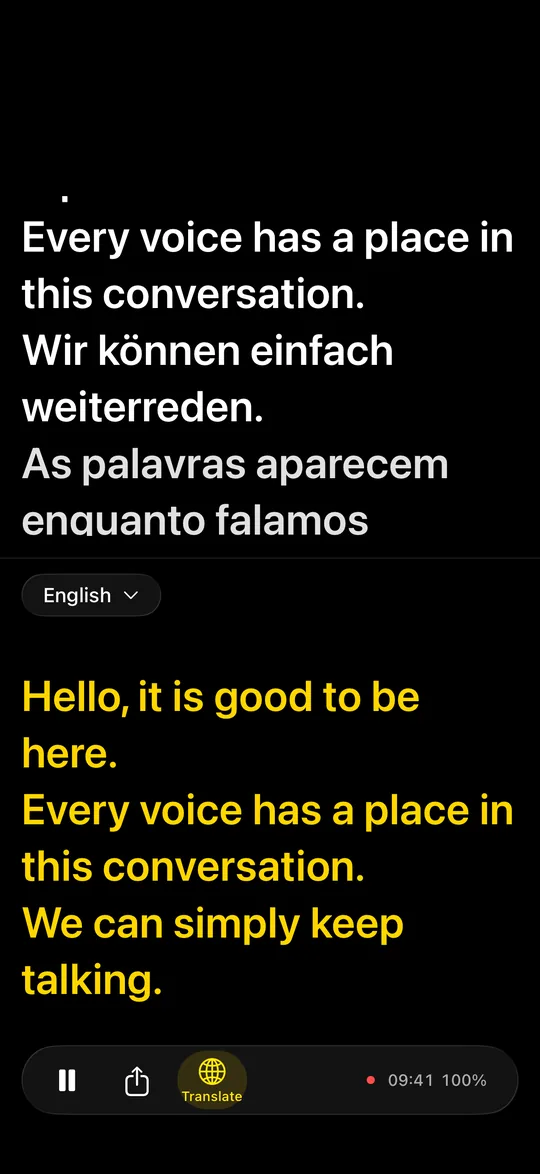 Every voice has a place in
this conversation.
Wir können einfach
weiterreden.
As palavras aparecem
enquanto falamos
English
Hello, it is good to be
here.
Every voice has a place in
this conversation.
We can simply keep
talking.
Translate
09:41 100%